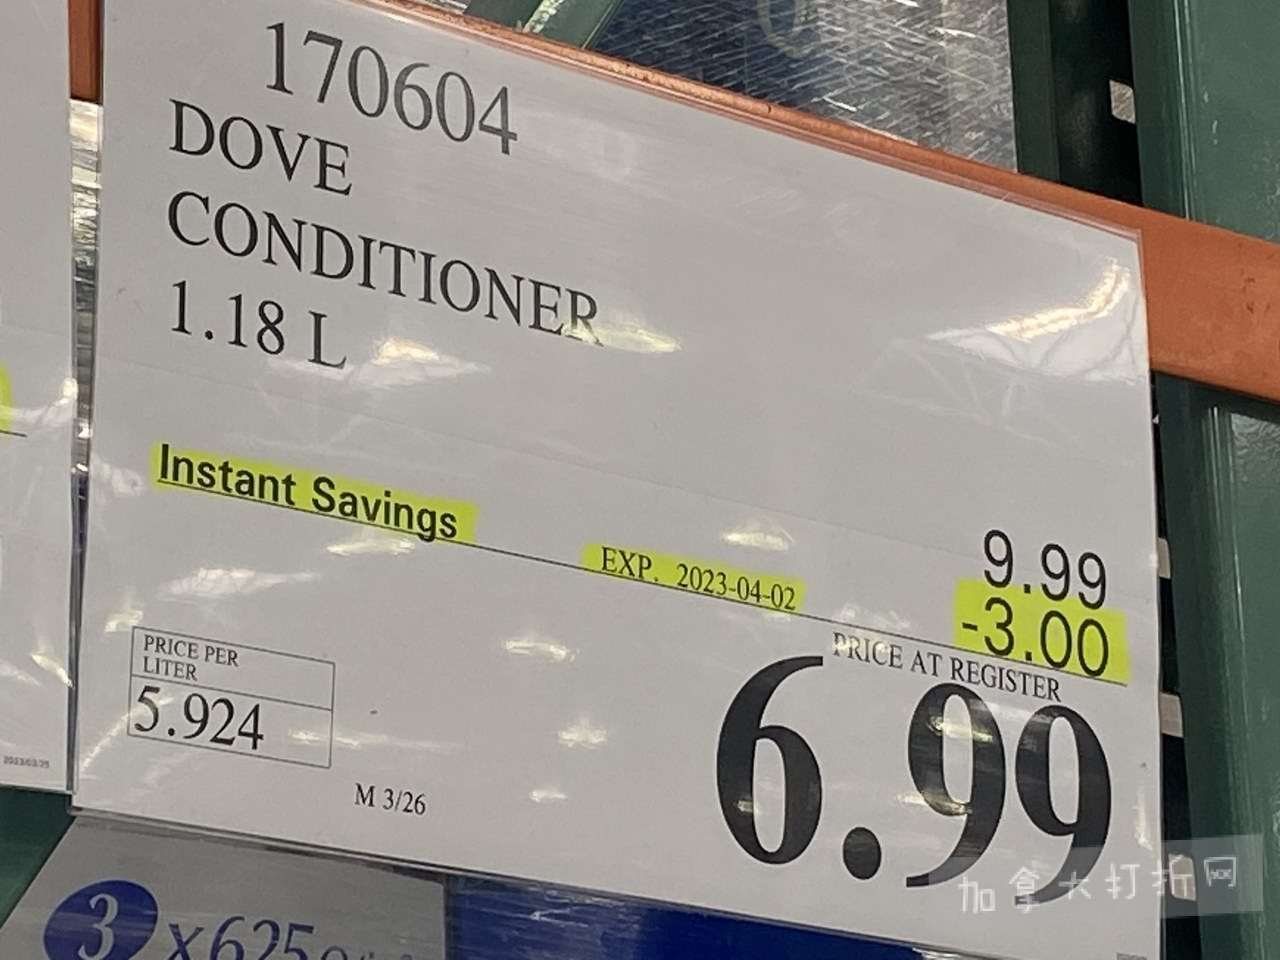 170604
DOVE
CONDITIONER
1.18 L
Instant Savings
EXP. 2023-04-02
9.99
-3.00
PRICE AT REGISTER
6.99
PRICE PER
LITER
5.924
M 3/26
3 x625
加拿大打折网